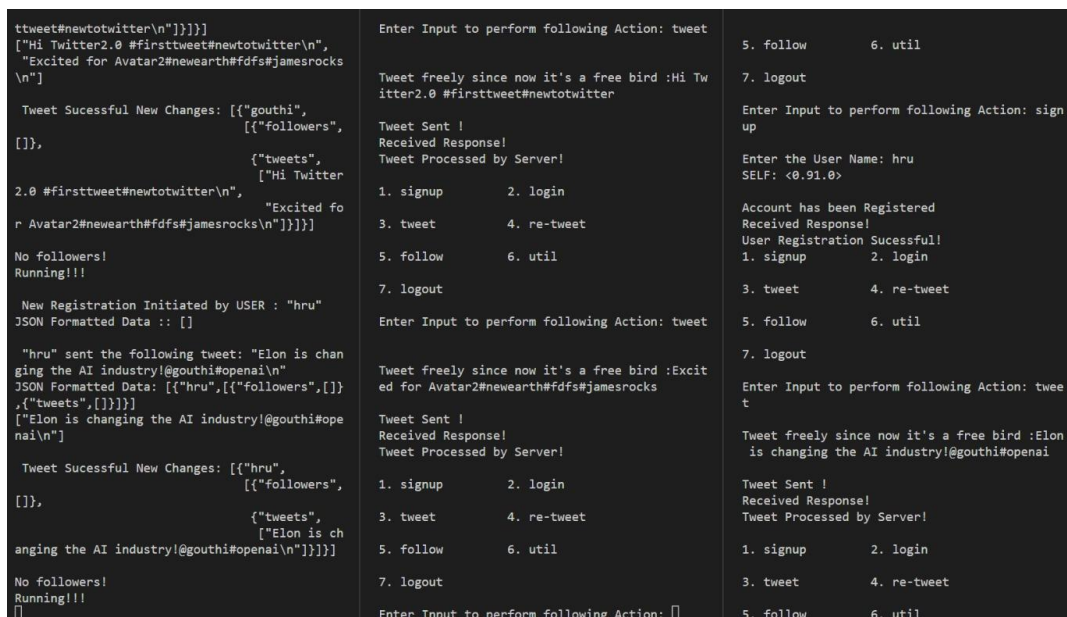 ttweet#newtotwitter\n"]}]}]
["Hi Twitter2.0 #firsttweet#newtotwitter\n",
 "Excited for Avatar2#newearth#fdfs#jamesrocks
\n"]
 Tweet Sucessful New Changes: [{"gouthi",
                               [{"followers",
[]},
                                {"tweets",
                                 ["Hi Twitter
2.0 #firsttweet#newtotwitter\n",
                                  "Excited fo
r Avatar2#newearth#fdfs#jamesrocks\n"]}]}]
No followers!
Running!!!
 New Registration Initiated by USER : "hru"
JSON Formatted Data :: []
 "hru" sent the following tweet: "Elon is chan
ging the AI industry!@gouthi#openai\n"
JSON Formatted Data: [{"hru",[{"followers",[]}
,{"tweets",[]}]}]
["Elon is changing the AI industry!@gouthi#ope
nai\n"]
 Tweet Sucessful New Changes: [{"hru",
                               [{"followers",
[]},
                                {"tweets",
                                 ["Elon is ch
anging the AI industry!@gouthi#openai\n"]}]}]
No followers!
Running!!!
Enter Input to perform following Action: tweet
Tweet freely since now it's a free bird :Hi Tw
itter2.0 #firsttweet#newtotwitter
Tweet Sent !
Received Response!
Tweet Processed by Server!
1. signup        2. login
3. tweet         4. re-tweet
5. follow        6. util
7. logout
Enter Input to perform following Action: tweet
Tweet freely since now it's a free bird :Excit
ed for Avatar2#newearth#fdfs#jamesrocks
Tweet Sent !
Received Response!
Tweet Processed by Server!
1. signup        2. login
3. tweet         4. re-tweet
5. follow        6. util
7. logout
Enter Input to perform following Action:
5. follow        6. util
7. logout
Enter Input to perform following Action: sign
up
Enter the User Name: hru
SELF: <0.91.0>
Account has been Registered
Received Response!
User Registration Sucessful!
1. signup        2. login
3. tweet         4. re-tweet
5. follow        6. util
7. logout
Enter Input to perform following Action: twee
t
Tweet freely since now it's a free bird :Elon
 is changing the AI industry!@gouthi#openai
Tweet Sent !
Received Response!
Tweet Processed by Server!
1. signup        2. login
3. tweet         4. re-tweet
5. follow        6. util